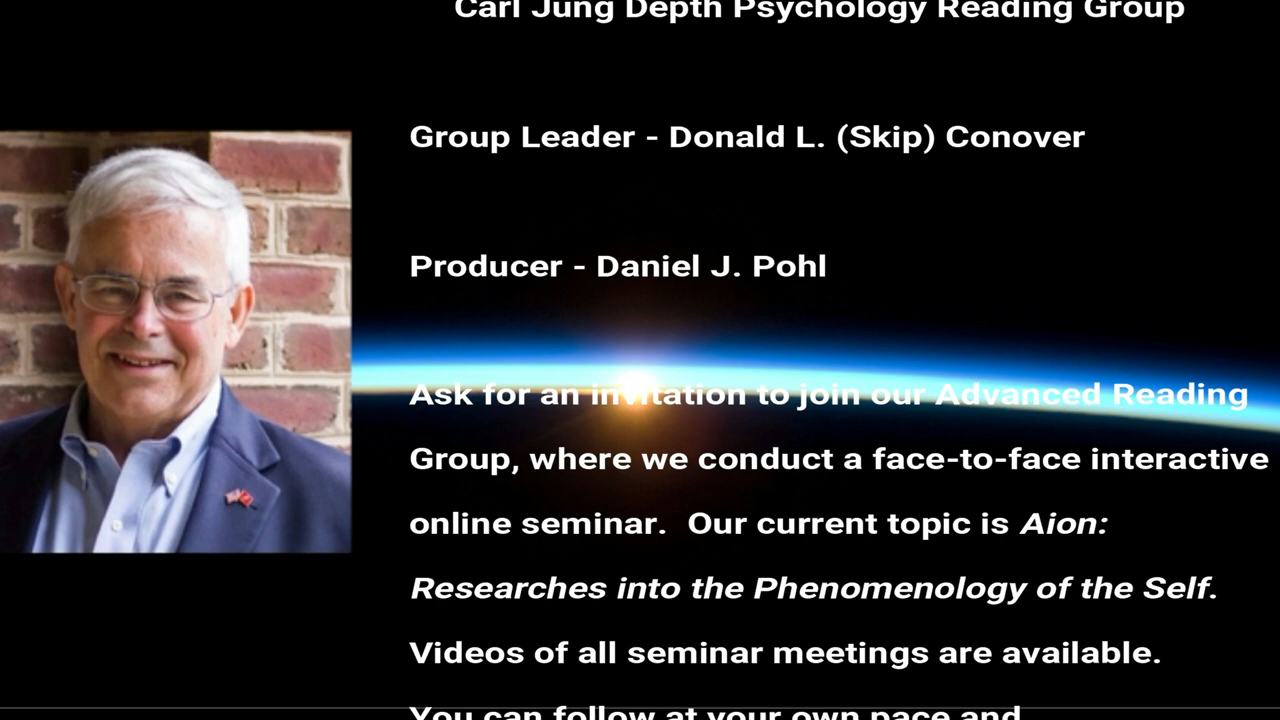 Carl Jung Depth Psychology Reading Group
Group Leader - Donald L. (Skip) Conover
Producer - Daniel J. Pohl
Ask for an invitation to join our Advanced Reading
Group, where we conduct a face-to-face interactive
online seminar.  Our current topic is Aion:
Researches into the Phenomenology of the Self.
Videos of all seminar meetings are available.
You can follow at your own pace and